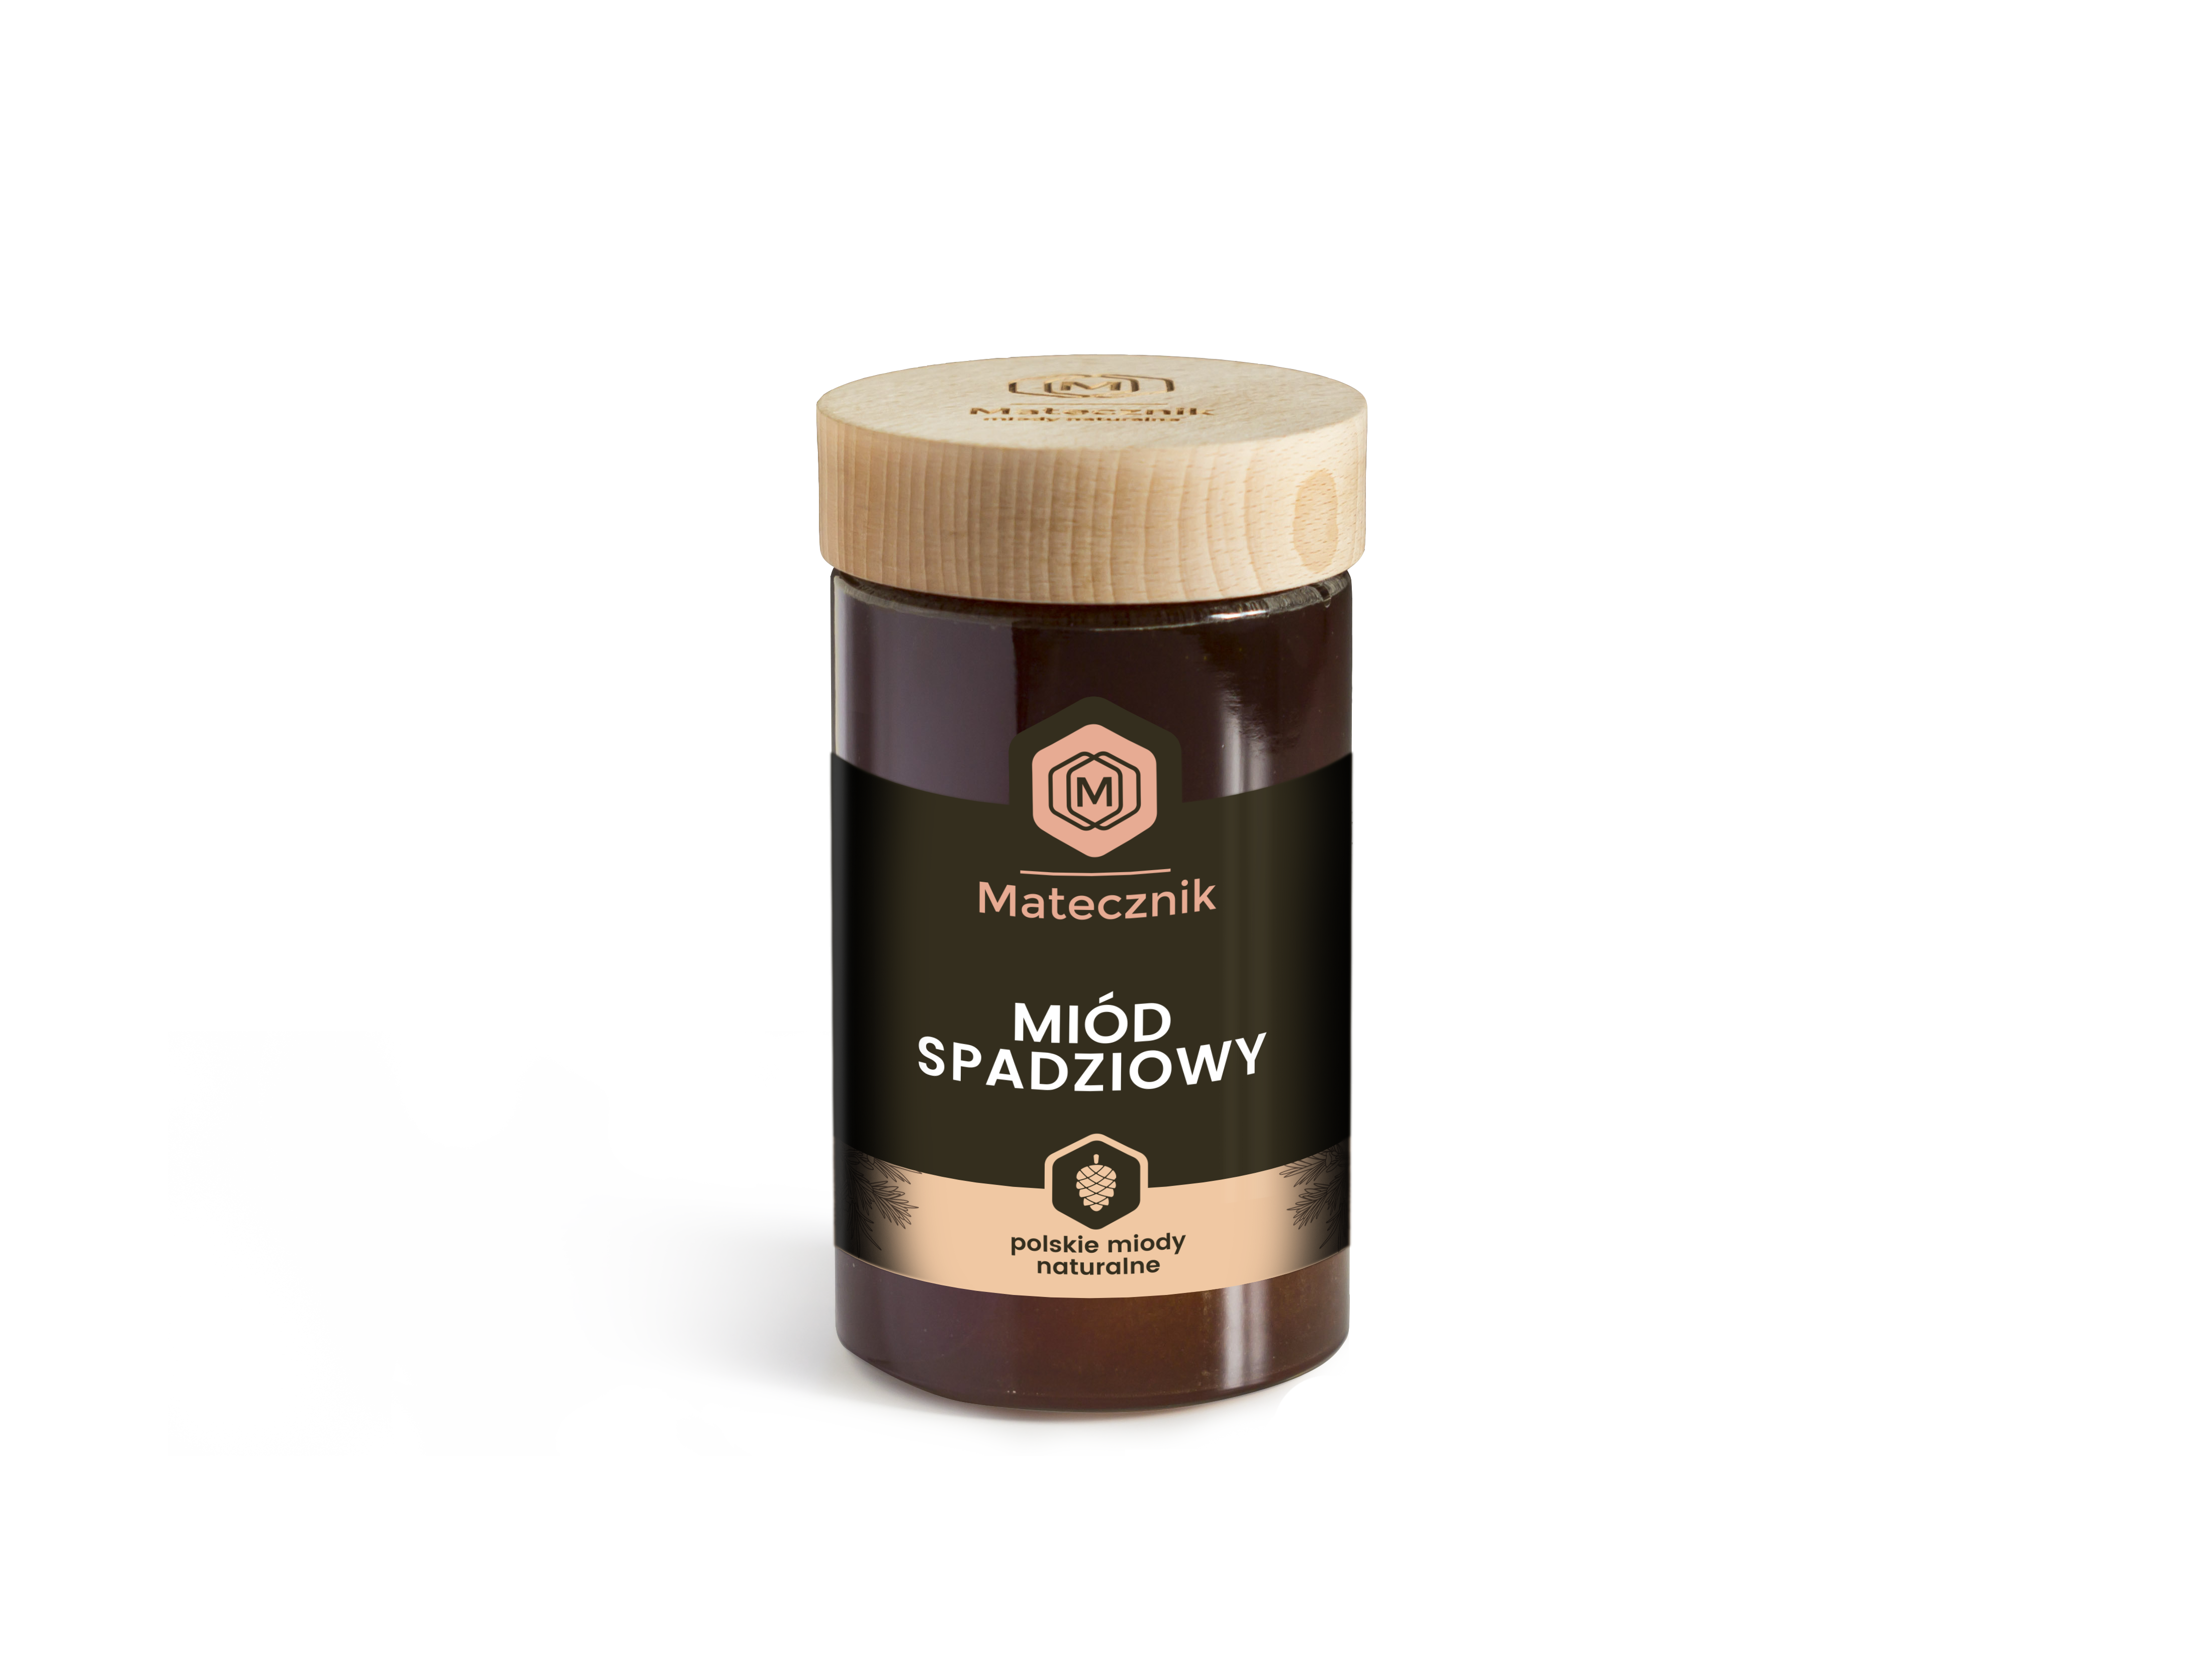 M
Matecznik
miody naturalne
M
Matecznik
MIÓD
SPADZIOWY
polskie miody
naturalne